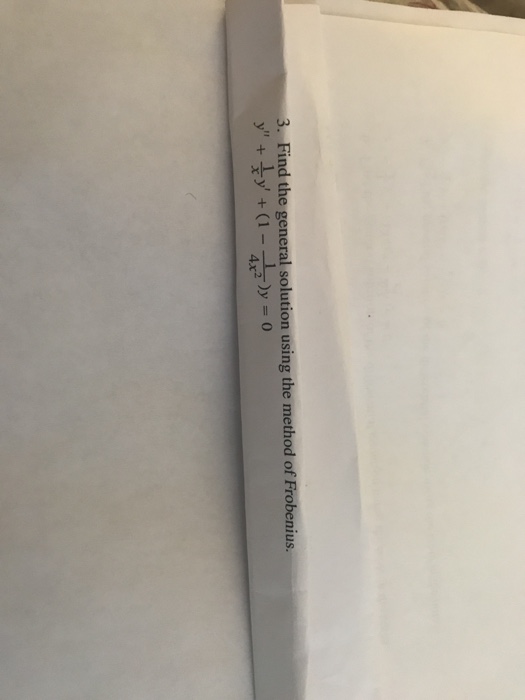 3. Find the general solution using the method of Frobenius.
y'' + 1/x y' + (1 - 1/4x²)y = 0